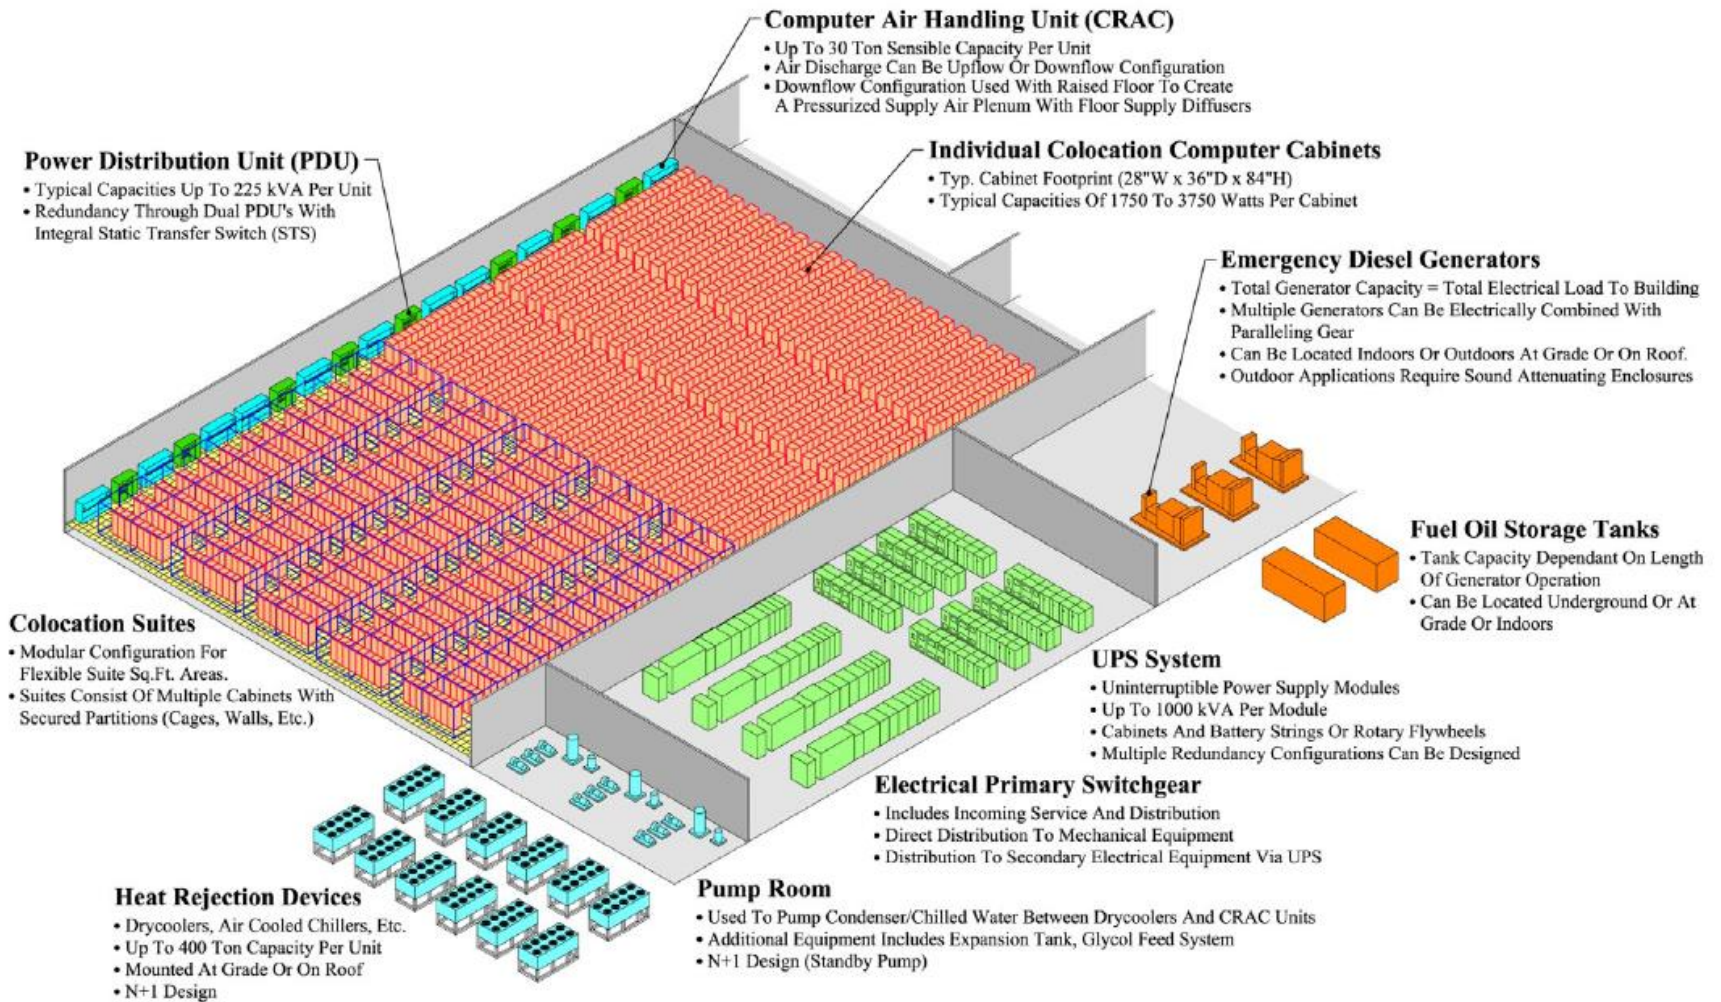 Computer Air Handling Unit (CRAC)
• Up To 30 Ton Sensible Capacity Per Unit
• Air Discharge Can Be Upflow Or Downflow Configuration
• Downflow Configuration Used With Raised Floor To Create
A Pressurized Supply Air Plenum With Floor Supply Diffusers
Power Distribution Unit (PDU)
• Typical Capacities Up To 225 kVA Per Unit
• Redundancy Through Dual PDU's With
Integral Static Transfer Switch (STS)
Individual Colocation Computer Cabinets
• Typ. Cabinet Footprint (28"W x 36"D x 84"H)
• Typical Capacities Of 1750 To 3750 Watts Per Cabinet
Emergency Diesel Generators
• Total Generator Capacity = Total Electrical Load To Building
• Multiple Generators Can Be Electrically Combined With
Paralleling Gear
• Can Be Located Indoors Or Outdoors At Grade Or On Roof.
• Outdoor Applications Require Sound Attenuating Enclosures
Fuel Oil Storage Tanks
• Tank Capacity Dependant On Length
Of Generator Operation
• Can Be Located Underground Or At
Grade Or Indoors
Colocation Suites
• Modular Configuration For
Flexible Suite Sq.Ft. Areas.
• Suites Consist Of Multiple Cabinets With
Secured Partitions (Cages, Walls, Etc.)
UPS System
• Uninterruptible Power Supply Modules
• Up To 1000 kVA Per Module
• Cabinets And Battery Strings Or Rotary Flywheels
• Multiple Redundancy Configurations Can Be Designed
Electrical Primary Switchgear
• Includes Incoming Service And Distribution
• Direct Distribution To Mechanical Equipment
• Distribution To Secondary Electrical Equipment Via UPS
Heat Rejection Devices
• Drycoolers, Air Cooled Chillers, Etc.
• Up To 400 Ton Capacity Per Unit
• Mounted At Grade Or On Roof
• N+1 Design
Pump Room
• Used To Pump Condenser/Chilled Water Between Drycoolers And CRAC Units
• Additional Equipment Includes Expansion Tank, Glycol Feed System
• N+1 Design (Standby Pump)